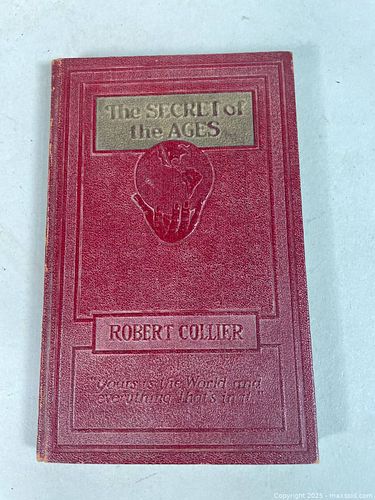 The SECRET of
the AGES
ROBERT COLLIER
"Yours is the World and
everything that's in it"
Copyright 2025 - maxsold.com